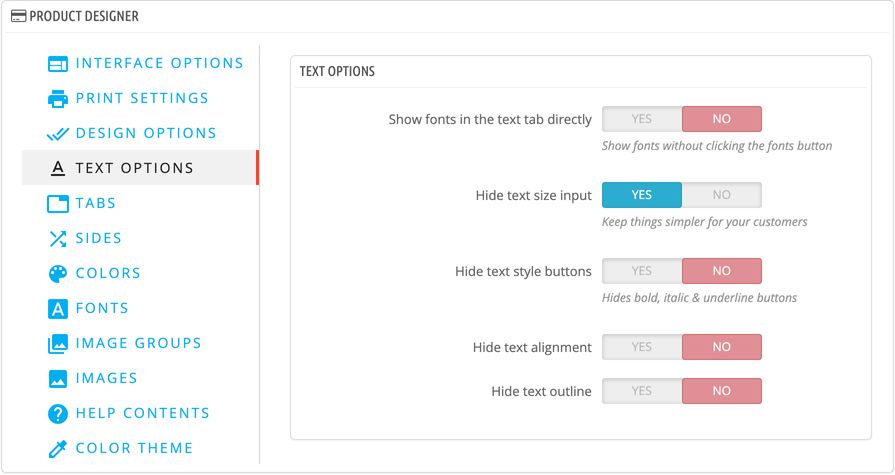 PRODUCT DESIGNER
INTERFACE OPTIONS
PRINT SETTINGS
DESIGN OPTIONS
TEXT OPTIONS
TABS
SIDES
COLORS
FONTS
IMAGE GROUPS
IMAGES
HELP CONTENTS
COLOR THEME
TEXT OPTIONS
Show fonts in the text tab directly YES NO
Show fonts without clicking the fonts button
Hide text size input YES NO
Keep things simpler for your customers
Hide text style buttons YES NO
Hides bold, italic & underline buttons
Hide text alignment YES NO
Hide text outline YES NO